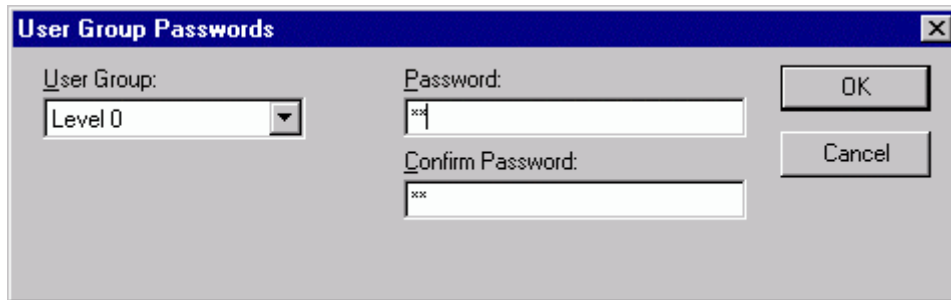 User Group Passwords
User Group:
Level 0
Password:
**
Confirm Password:
**
OK
Cancel